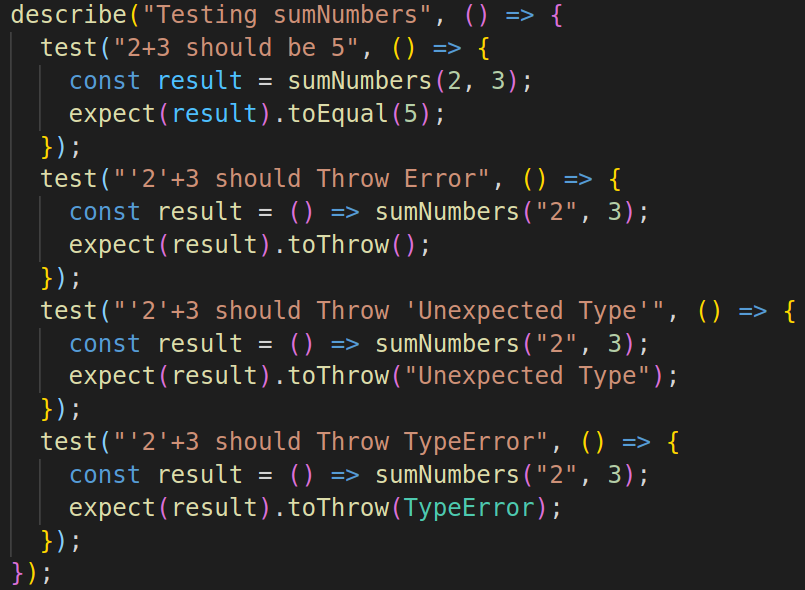 describe("Testing sumNumbers", () => {
  test("2+3 should be 5", () => {
    const result = sumNumbers(2, 3);
    expect(result).toEqual(5);
  });
  test("'2'+3 should Throw Error", () => {
    const result = () => sumNumbers("2", 3);
    expect(result).toThrow();
  });
  test("'2'+3 should Throw 'Unexpected Type'", () => {
    const result = () => sumNumbers("2", 3);
    expect(result).toThrow("Unexpected Type");
  });
  test("'2'+3 should Throw TypeError", () => {
    const result = () => sumNumbers("2", 3);
    expect(result).toThrow(TypeError);
  });
});